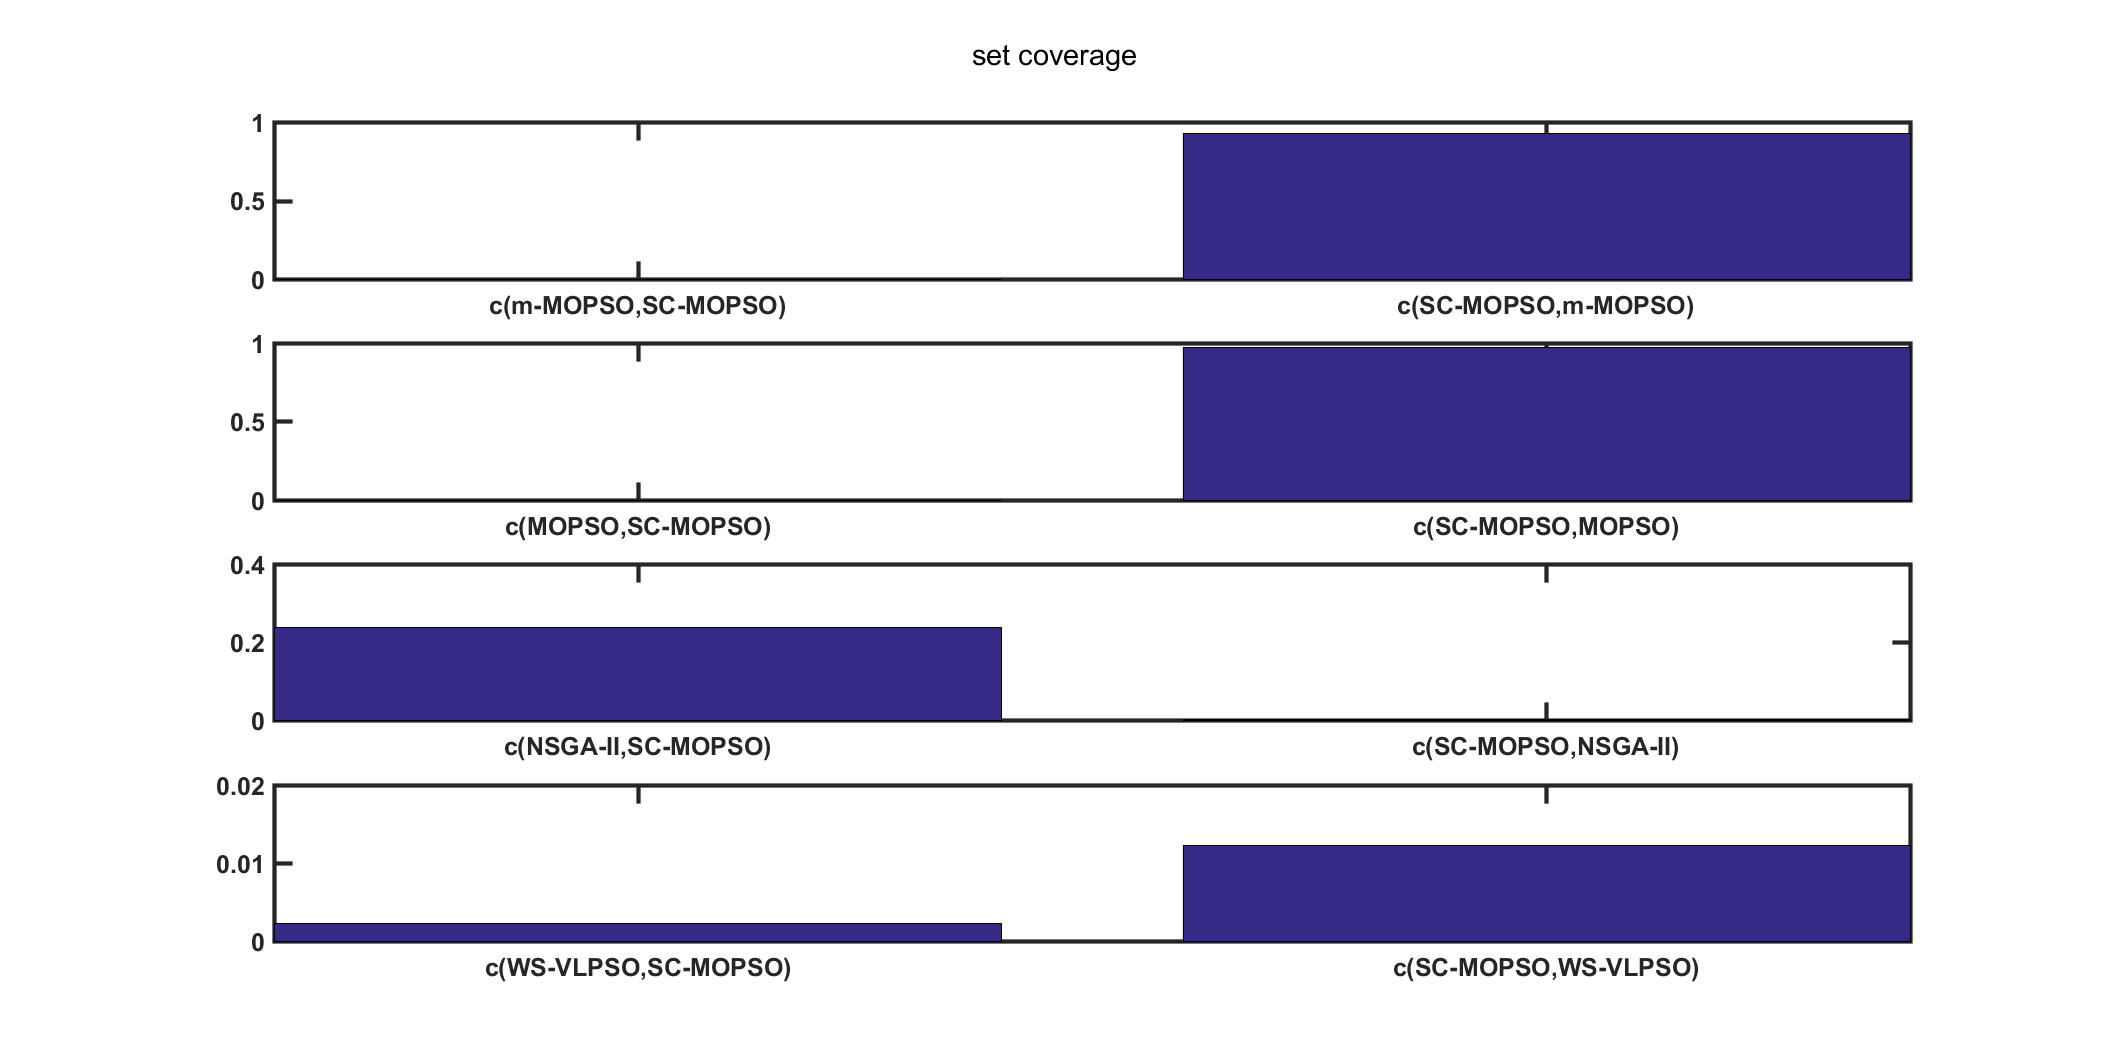 set coverage
1
0.5
0
c(m-MOPSO,SC-MOPSO) c(SC-MOPSO,m-MOPSO)
1
0.5
0
c(MOPSO,SC-MOPSO) c(SC-MOPSO,MOPSO)
0.4
0.2
0
c(NSGA-II,SC-MOPSO) c(SC-MOPSO,NSGA-II)
0.02
0.01
0
c(WS-VLPSO,SC-MOPSO) c(SC-MOPSO,WS-VLPSO)